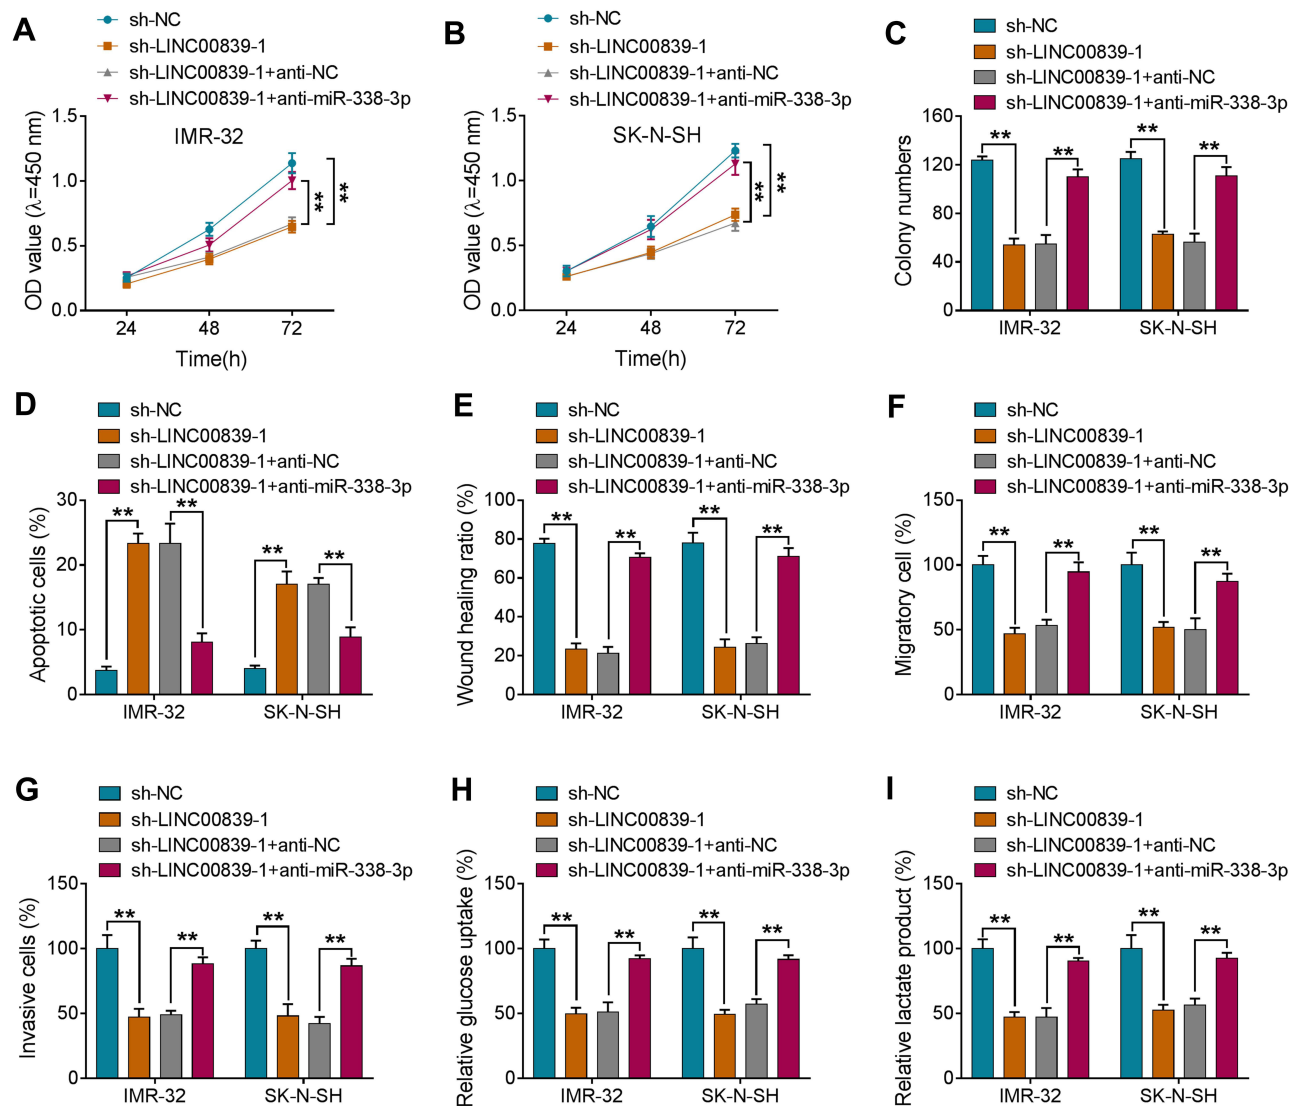 A
sh-NC
sh-LINC00839-1
sh-LINC00839-1+anti-NC
sh-LINC00839-1+anti-miR-338-3p
OD value (λ=450 nm)
1.5
1.0
0.5
0.0
IMR-32
**
**
24 48 72
Time(h)
B
sh-NC
sh-LINC00839-1
sh-LINC00839-1+anti-NC
sh-LINC00839-1+anti-miR-338-3p
OD value (λ=450 nm)
1.5
1.0
0.5
0.0
SK-N-SH
**
**
24 48 72
Time(h)
C
sh-NC
sh-LINC00839-1
sh-LINC00839-1+anti-NC
sh-LINC00839-1+anti-miR-338-3p
Colony numbers
160
120
80
40
0
** ** ** **
IMR-32 SK-N-SH
D
sh-NC
sh-LINC00839-1
sh-LINC00839-1+anti-NC
sh-LINC00839-1+anti-miR-338-3p
Apoptotic cells (%)
30
20
10
0
** ** ** **
IMR-32 SK-N-SH
E
sh-NC
sh-LINC00839-1
sh-LINC00839-1+anti-NC
sh-LINC00839-1+anti-miR-338-3p
Wound healing ratio (%)
100
80
60
40
20
0
** ** ** **
IMR-32 SK-N-SH
F
sh-NC
sh-LINC00839-1
sh-LINC00839-1+anti-NC
sh-LINC00839-1+anti-miR-338-3p
Migratory cell (%)
150
100
50
0
** ** ** **
IMR-32 SK-N-SH
G
sh-NC
sh-LINC00839-1
sh-LINC00839-1+anti-NC
sh-LINC00839-1+anti-miR-338-3p
Invasive cells (%)
150
100
50
0
** ** ** **
IMR-32 SK-N-SH
H
sh-NC
sh-LINC00839-1
sh-LINC00839-1+anti-NC
sh-LINC00839-1+anti-miR-338-3p
Relative glucose uptake (%)
150
100
50
0
** ** ** **
IMR-32 SK-N-SH
I
sh-NC
sh-LINC00839-1
sh-LINC00839-1+anti-NC
sh-LINC00839-1+anti-miR-338-3p
Relative lactate product (%)
150
100
50
0
** ** ** **
IMR-32 SK-N-SH